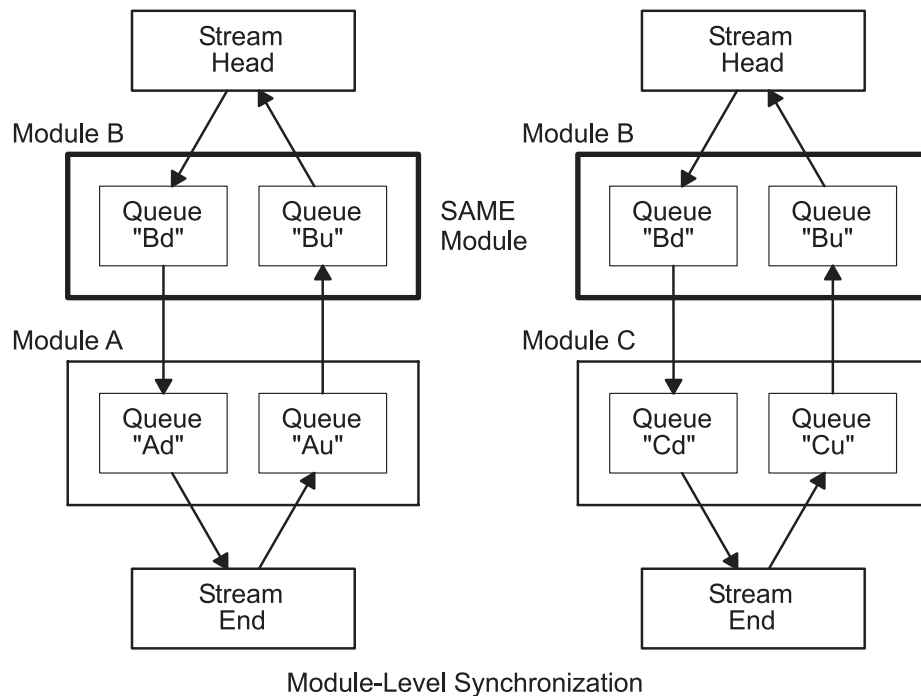 Stream
Head
Stream
Head
Module B
Module B
Queue
"Bd"
Queue
"Bu"
SAME
Module
Queue
"Bd"
Queue
"Bu"
Module A
Module C
Queue
"Ad"
Queue
"Au"
Queue
"Cd"
Queue
"Cu"
Stream
End
Stream
End
Module-Level Synchronization